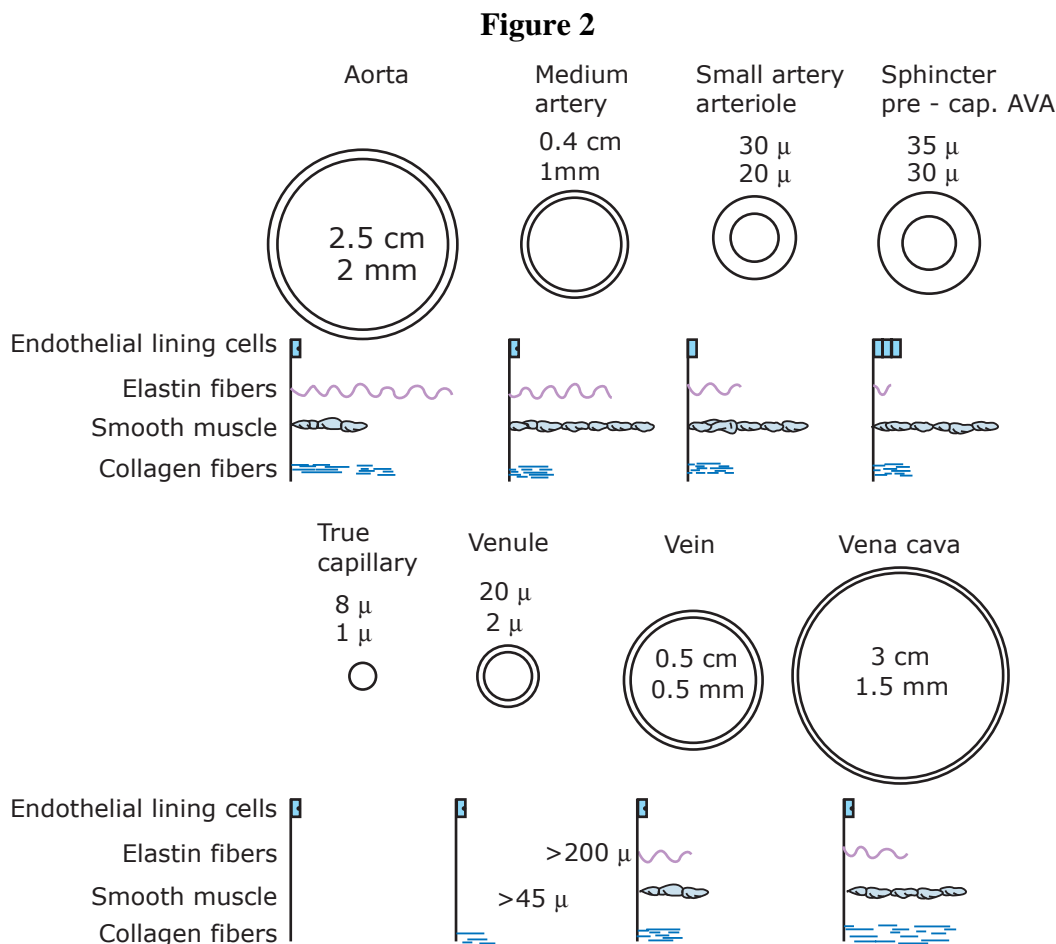 Figure 2
Aorta
Medium
artery
0.4 cm
1mm
Small artery
arteriole
30 μ
20 μ
Sphincter
pre - cap. AVA
35 μ
30 μ
2.5 cm
2 mm
Endothelial lining cells
Elastin fibers
Smooth muscle
Collagen fibers
True
capillary
8 μ
1 μ
Venule
20 μ
2 μ
Vein
0.5 cm
0.5 mm
Vena cava
3 cm
1.5 mm
Endothelial lining cells
Elastin fibers
>200 μ
Smooth muscle
>45 μ
Collagen fibers